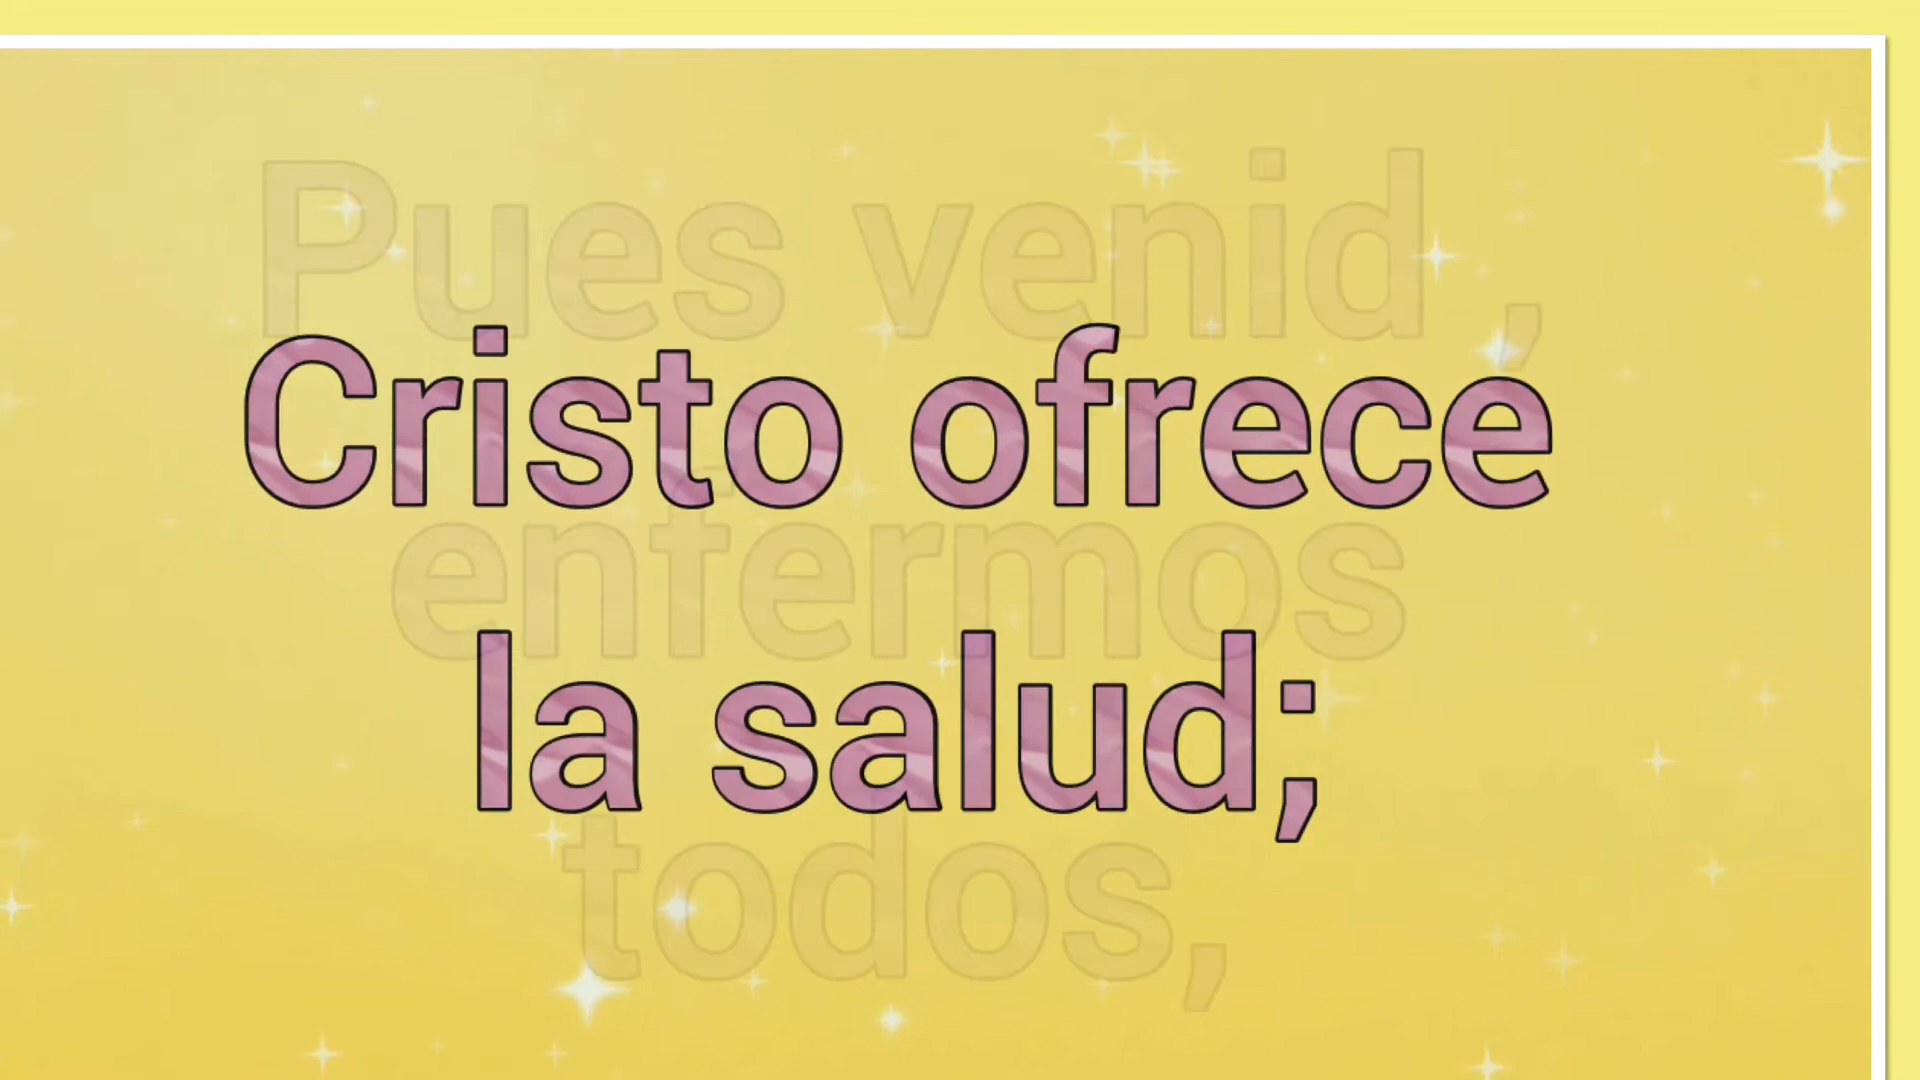 Pues venid ,
Cristo ofrece
enfermos
la salud;
todos,